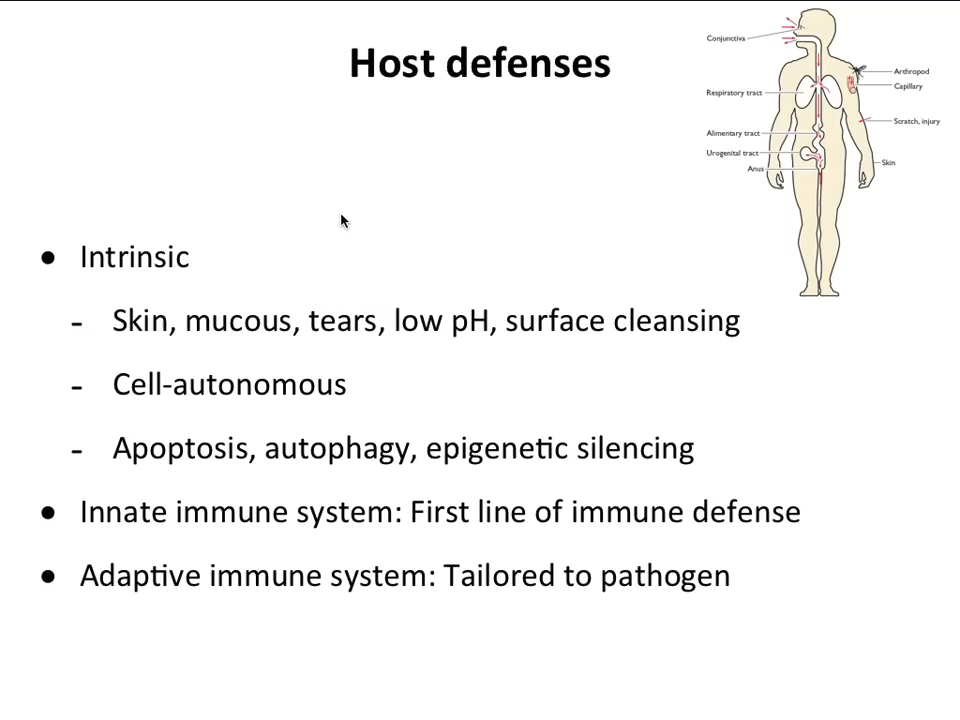 Host defenses
Conjunctiva
Respiratory tract
Alimentary tract
Urogenital tract
Anus
Arthropod
Capillary
Scratch, injury
Skin
• Intrinsic
- Skin, mucous, tears, low pH, surface cleansing
- Cell-autonomous
- Apoptosis, autophagy, epigenetic silencing
• Innate immune system: First line of immune defense
• Adaptive immune system: Tailored to pathogen